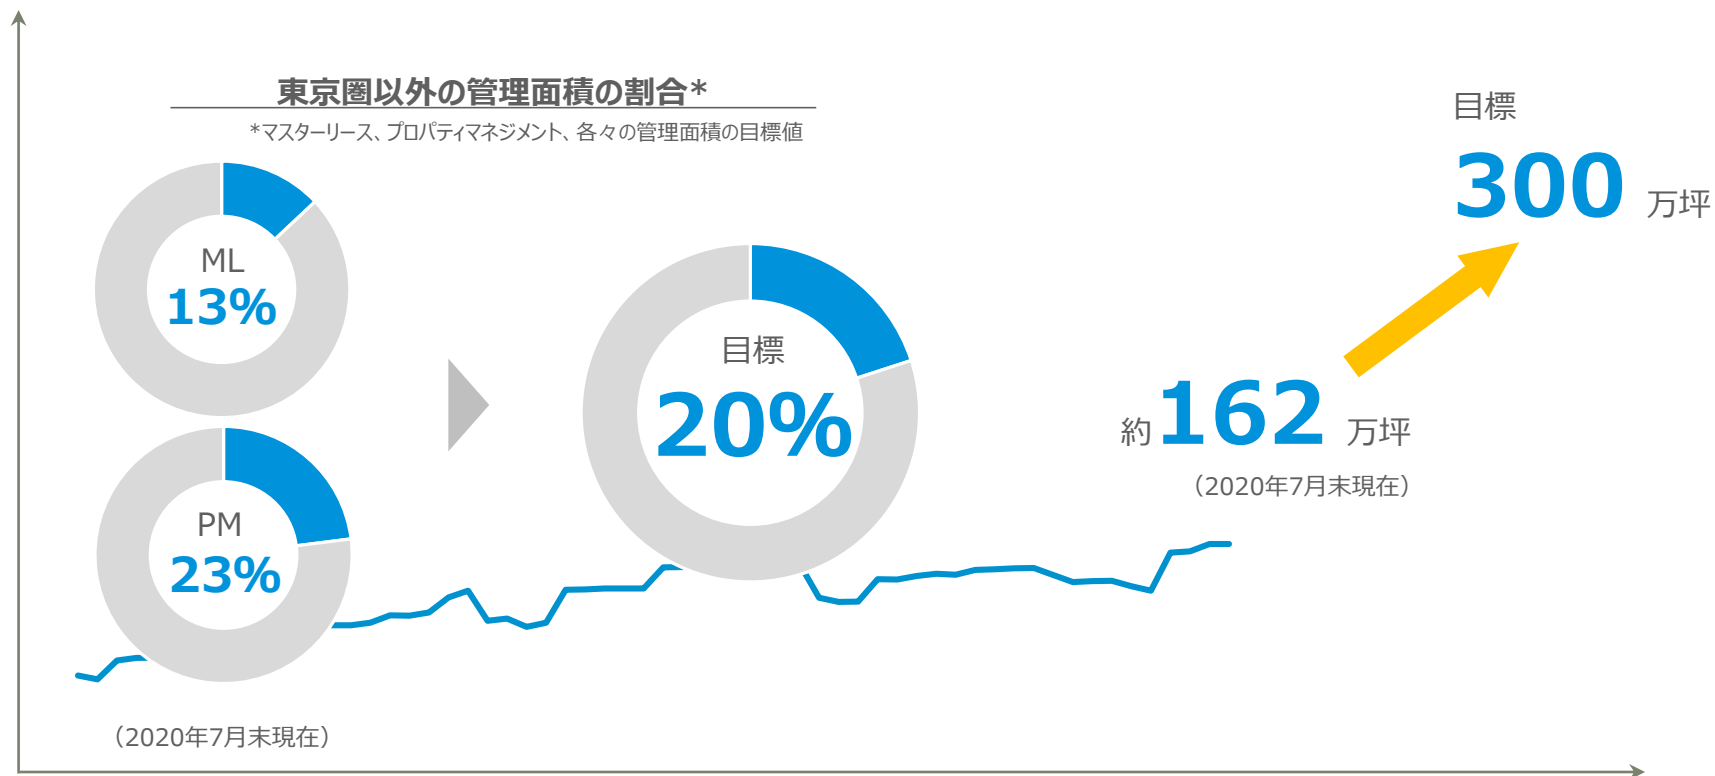 東京圏以外の管理面積の割合*
*マスターリース、プロパティマネジメント、各々の管理面積の目標値
ML
13%
PM
23%
（2020年7月末現在）
目標
20%
目標
300 万坪
約162 万坪
（2020年7月末現在）